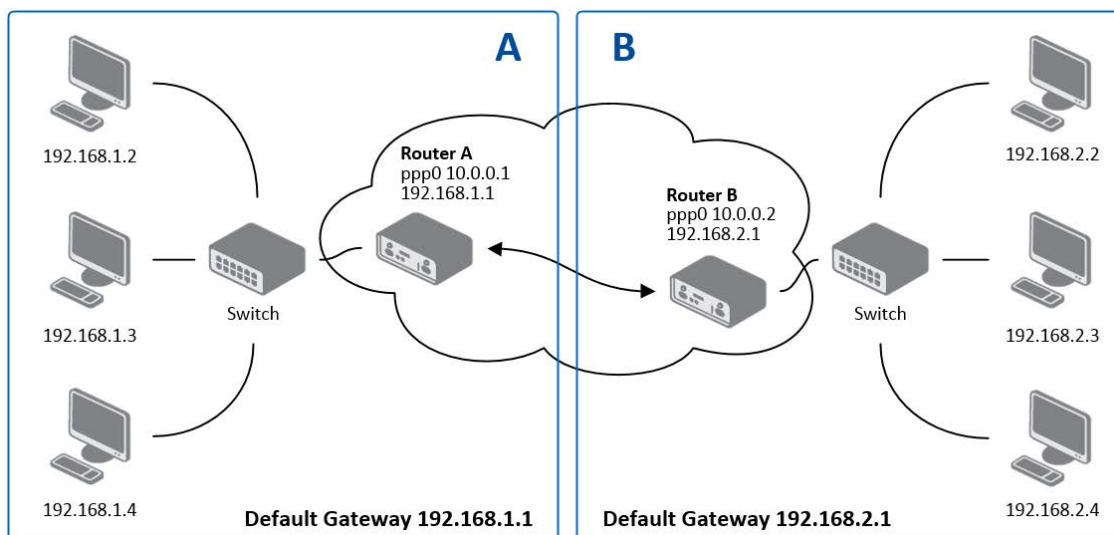 A
B
192.168.1.2
Router A
ppp0 10.0.0.1
192.168.1.1
192.168.2.2
Router B
ppp0 10.0.0.2
192.168.2.1
Switch
192.168.1.3
Switch
192.168.2.3
192.168.1.4
Default Gateway 192.168.1.1
Default Gateway 192.168.2.1
192.168.2.4